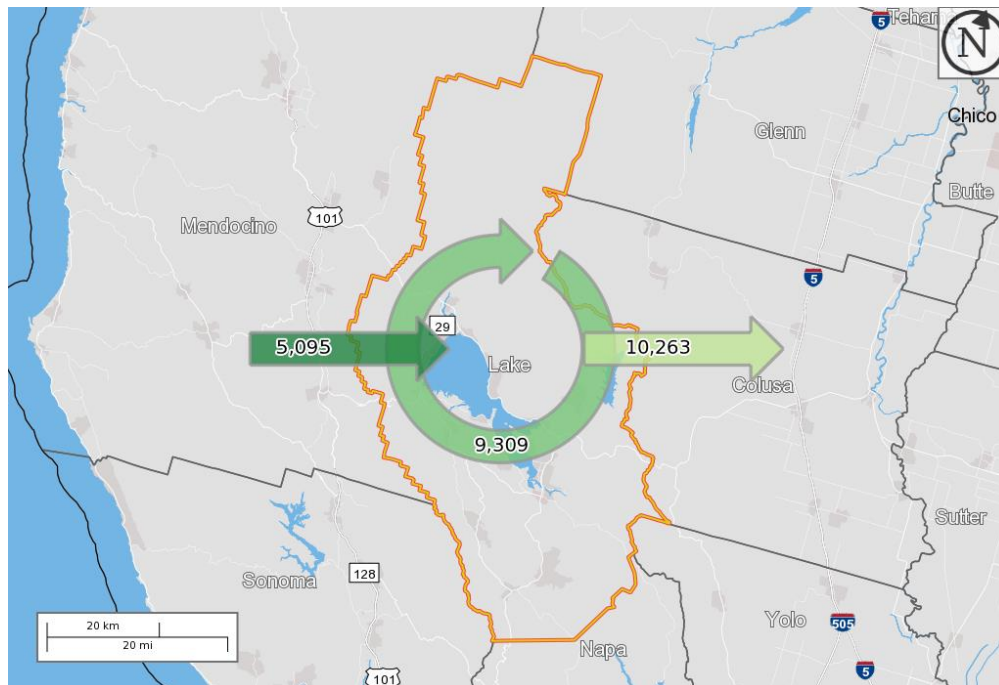 5
Tehama
N
Chico
Glenn
Butte
Mendocino
101
5
29
5,095
10,263
Lake
Colusa
9,309
Sutter
Sonoma
128
Yolo
505
20 km
20 mi
Napa
101
5